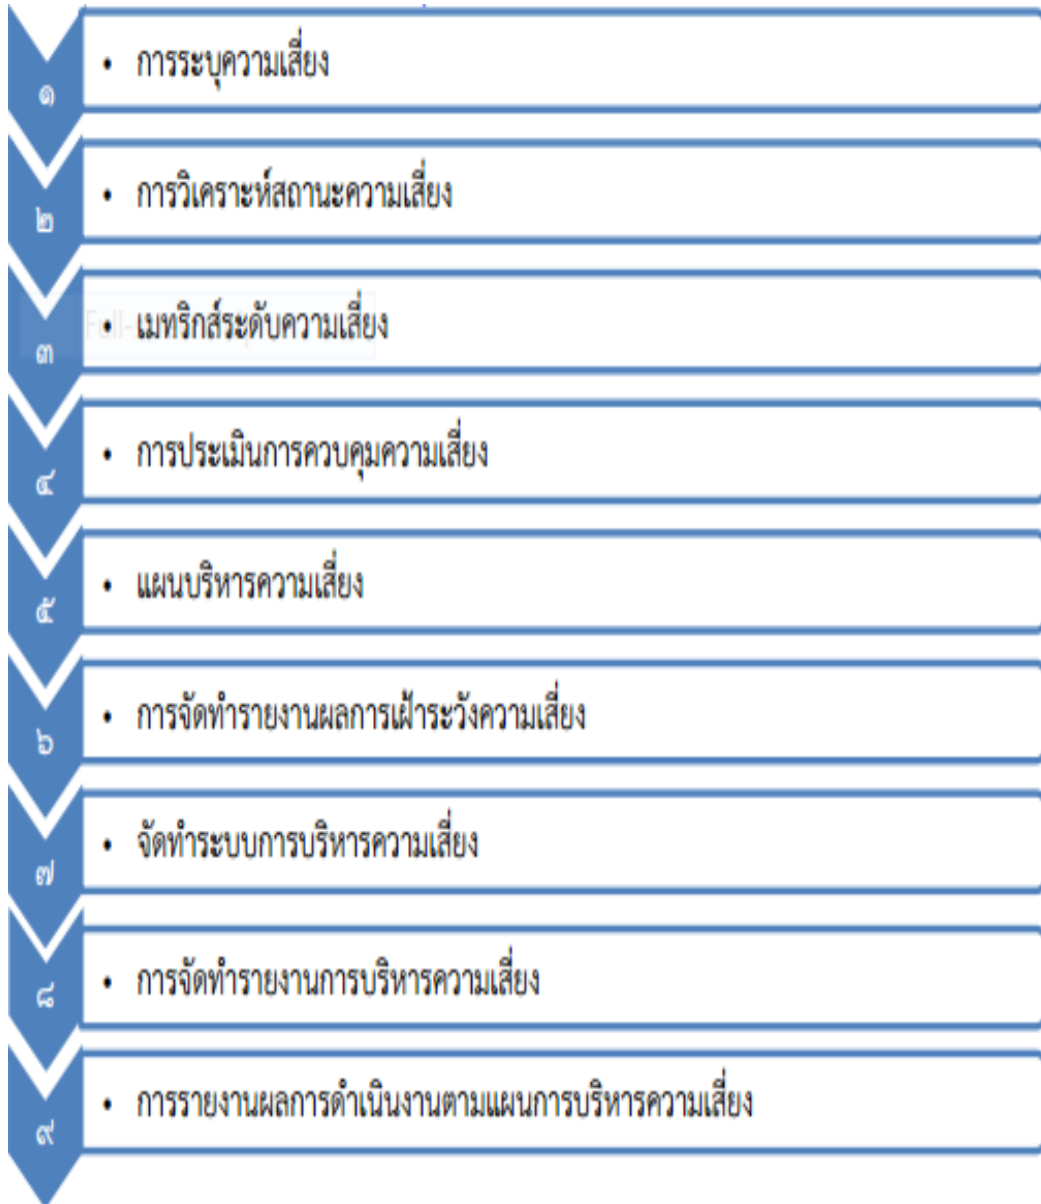 ๑
• การระบุความเสี่ยง
๒
• การวิเคราะห์สถานะความเสี่ยง
๓
• เมทริกส์ระดับความเสี่ยง
๔
• การประเมินการควบคุมความเสี่ยง
๕
• แผนบริหารความเสี่ยง
๖
• การจัดทำรายงานผลการเฝ้าระวังความเสี่ยง
๗
• จัดทำระบบการบริหารความเสี่ยง
๘
• การจัดทำรายงานการบริหารความเสี่ยง
๙
• การรายงานผลการดำเนินงานตามแผนการบริหารความเสี่ยง